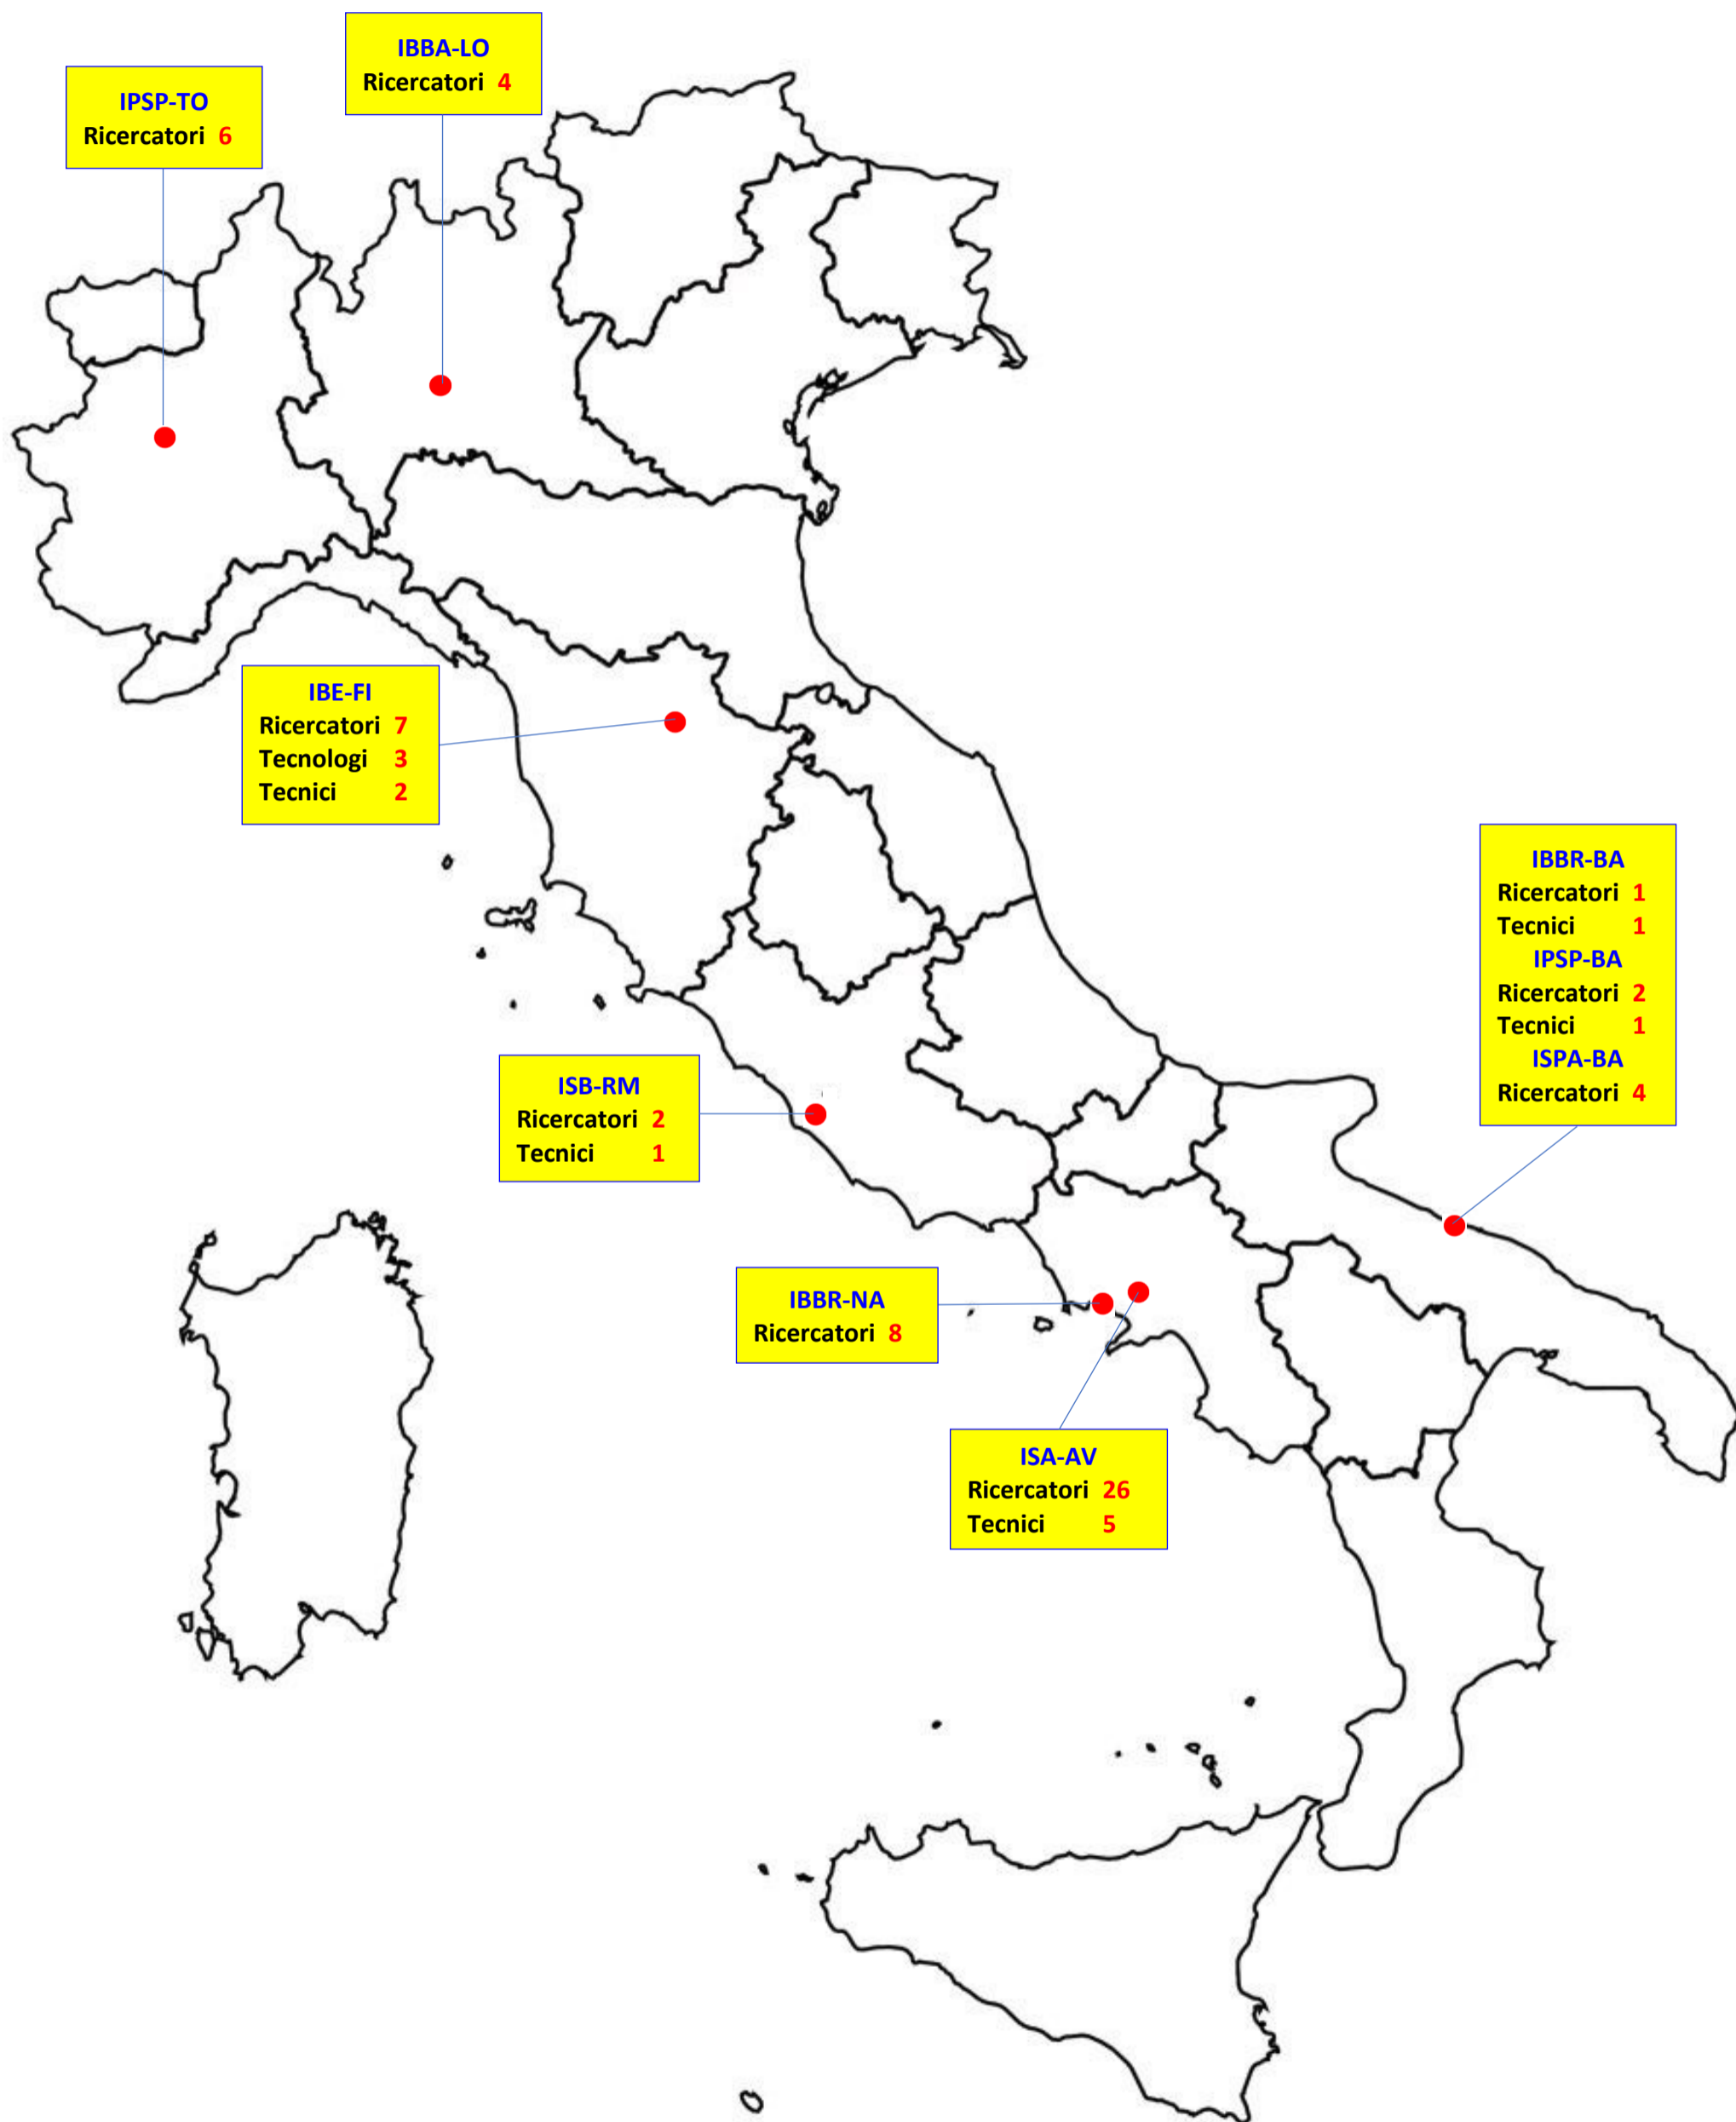 IBBA-LO
Ricercatori 4
IPSP-TO
Ricercatori 6
IBE-FI
Ricercatori 7
Tecnologi 3
Tecnici 2
IBBR-BA
Ricercatori 1
Tecnici 1
IPSP-BA
Ricercatori 2
Tecnici 1
ISPA-BA
Ricercatori 4
ISB-RM
Ricercatori 2
Tecnici 1
IBBR-NA
Ricercatori 8
ISA-AV
Ricercatori 26
Tecnici 5